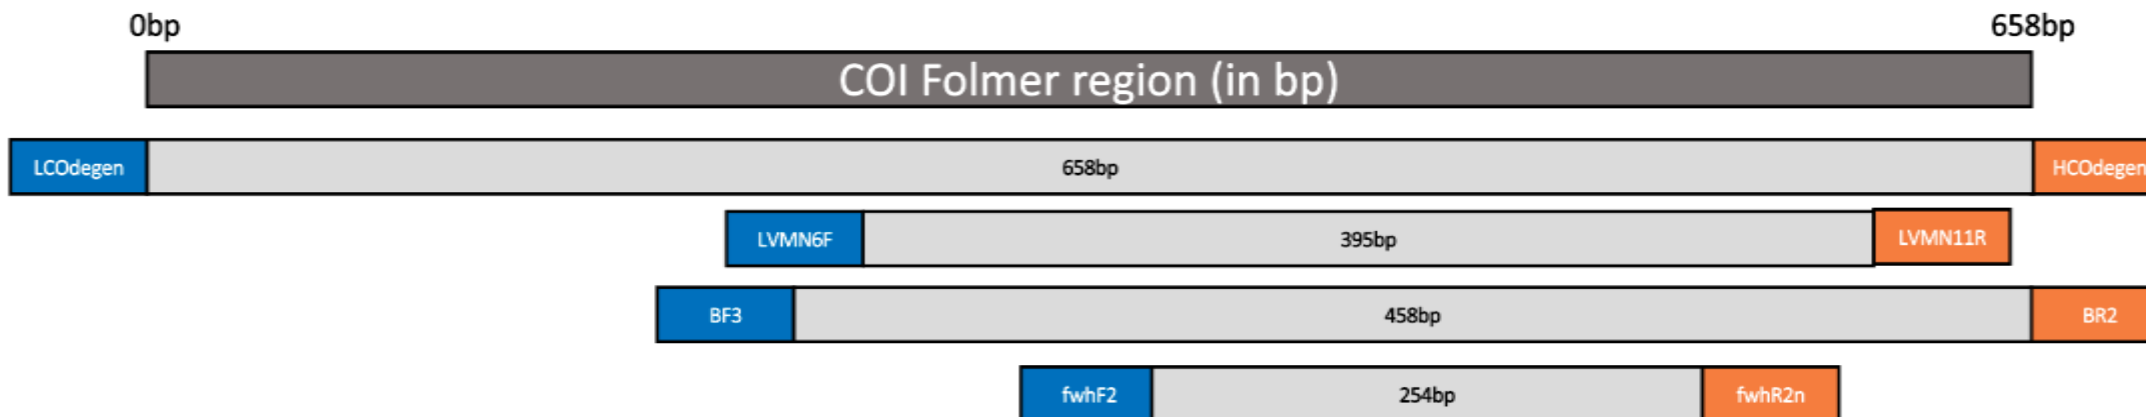 0bp 658bp
COI Folmer region (in bp)
LCOdegen 658bp HCOdegen
LVMN6F 395bp LVMN11R
BF3 458bp BR2
fwhF2 254bp fwhR2n